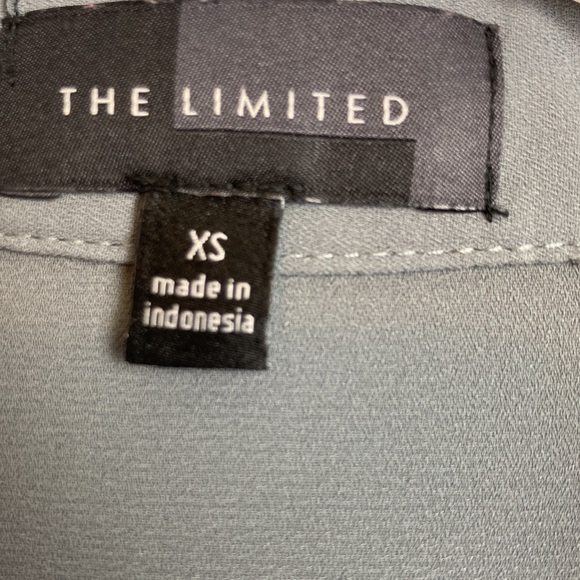 THE LIMITED
XS
made in
indonesia